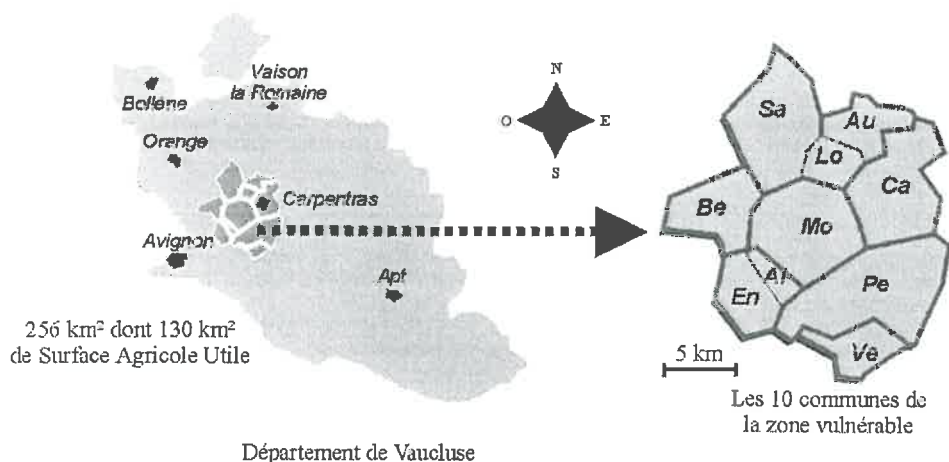 Vaison
la Romaine
Bollène
Orange
Carpentras
Avignon
Apt
256 km² dont 130 km²
de Surface Agricole Utile
Département de Vaucluse
N
O
E
S
Sa
Au
Lo
Ca
Be
Mo
Al
En
Pe
Ve
5 km
Les 10 communes de
la zone vulnérable